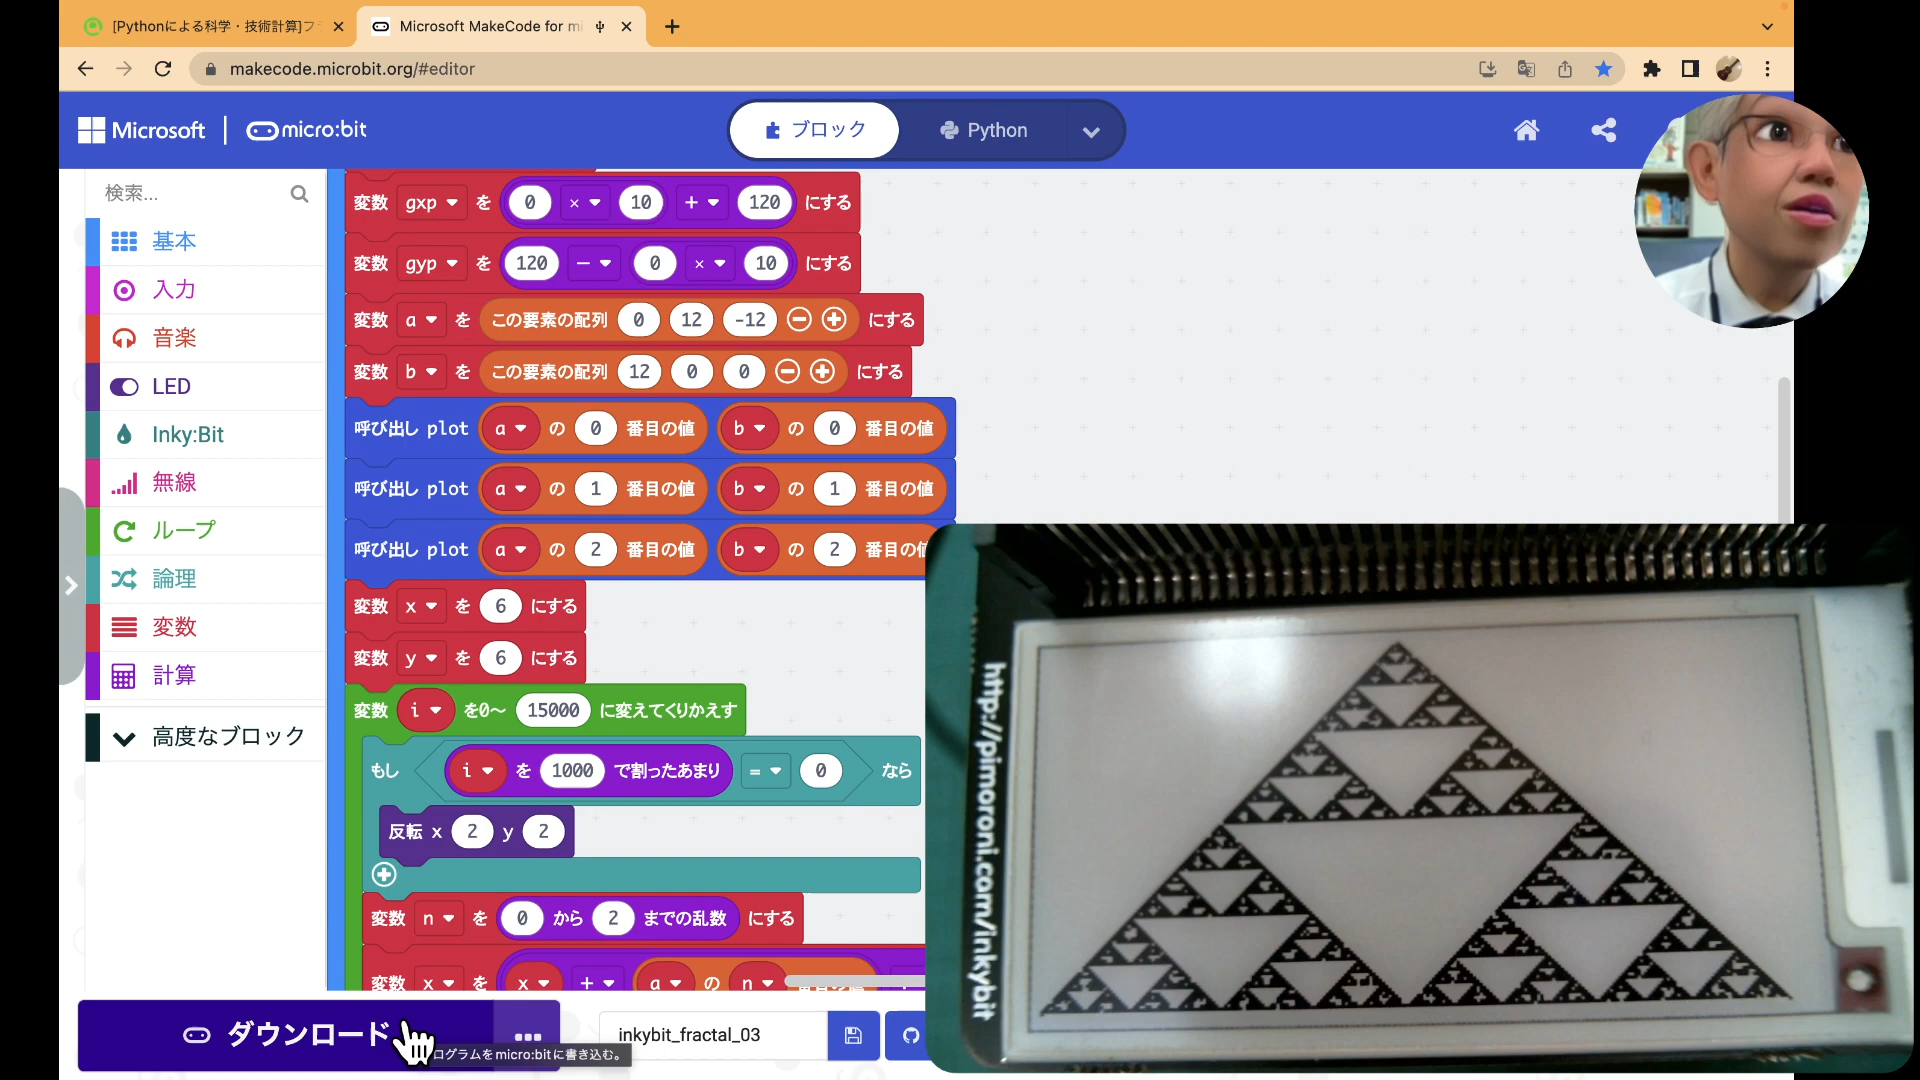 [Pythonによる科学・技術計算]フ
Microsoft MakeCode for mi
makecode.microbit.org/#editor
Microsoft
micro:bit
ブロック
Python
検索...
基本
入力
音楽
LED
Inky:Bit
無線
ループ
論理
変数
計算
高度なブロック
変数 gxp を 0 × 10 + 120 にする
変数 gyp を 120 − 0 × 10 にする
変数 a を この要素の配列 0 12 -12 にする
変数 b を この要素の配列 12 0 0 にする
呼び出し plot a の 0 番目の値 b の 0 番目の値
呼び出し plot a の 1 番目の値 b の 1 番目の値
呼び出し plot a の 2 番目の値 b の 2 番目の値
変数 x を 6 にする
変数 y を 6 にする
変数 i を0～ 15000 に変えてくりかえす
もし i を 1000 で割ったあまり = 0 なら
反転 x 2 y 2
変数 n を 0 から 2 までの乱数 にする
変数 x を x + a の n
ダウンロード
ログラムをmicro:bitに書き込む。
inkybit_fractal_03
http://pimoroni.com/inkybit